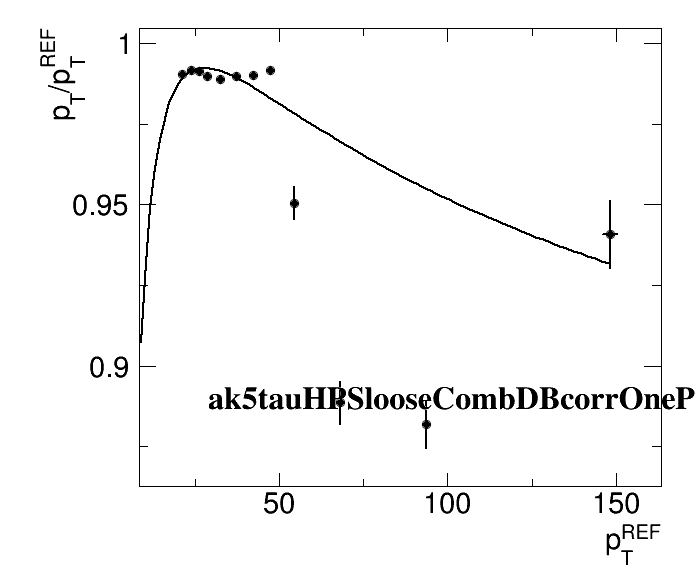 p_T/p_T^REF
1
0.95
0.9
ak5tauHPSlooseCombDBcorrOneP
50 100 150
p_T^REF